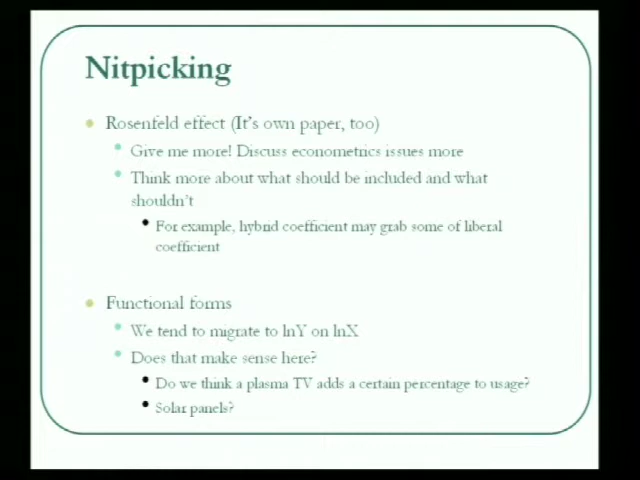 Nitpicking
Rosenfeld effect (It's own paper, too)
Give me more! Discuss econometrics issues more
Think more about what should be included and what
shouldn't
For example, hybrid coefficient may grab some of liberal
coefficient
Functional forms
We tend to migrate to lnY on lnX
Does that make sense here?
Do we think a plasma TV adds a certain percentage to usage?
Solar panels?